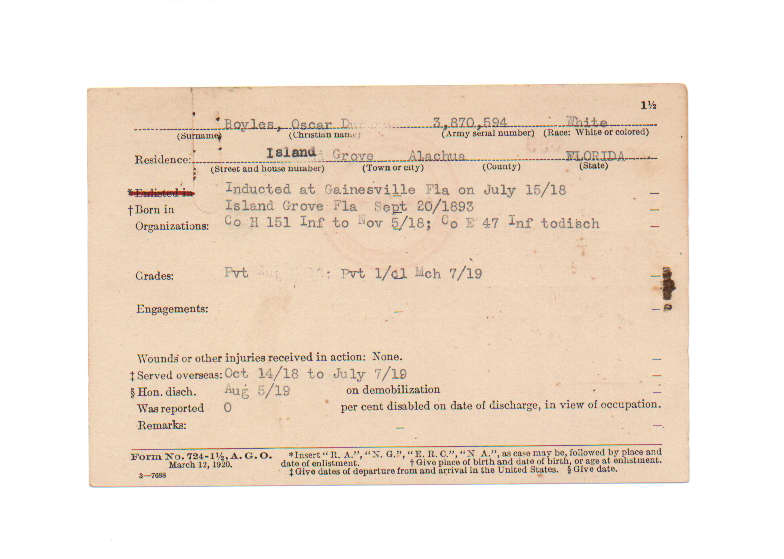 1½
Boyles, Oscar 3,870,594 White
(Surname) (Christian name) (Army serial number) (Race: White or colored)
Residence: Island Grove Alachua FLORIDA
(Street and house number) (Town or city) (County) (State)
*Enlisted in Inducted at Gainesville Fla on July 15/18 —
†Born in Island Grove Fla Sept 20/1893 —
Organizations: Co H 151 Inf to Nov 5/18; Co E 47 Inf todisch —
Grades: Pvt Pvt 1/cl Mch 7/19 —
Engagements: — —
Wounds or other injuries received in action: None. —
‡Served overseas: Oct 14/18 to July 7/19 —
§Hon. disch. Aug 5/19 on demobilization —
Was reported 0 per cent disabled on date of discharge, in view of occupation.
Remarks: — —
Form No. 724-1½, A. G. O. *Insert "R. A.", "N. G.", "E. R. C.", "N. A.", as case may be, followed by place and
March 12, 1920. date of enlistment. †Give place of birth and date of birth, or age at enlistment.
3—7688 ‡Give dates of departure from and arrival in the United States. §Give date.